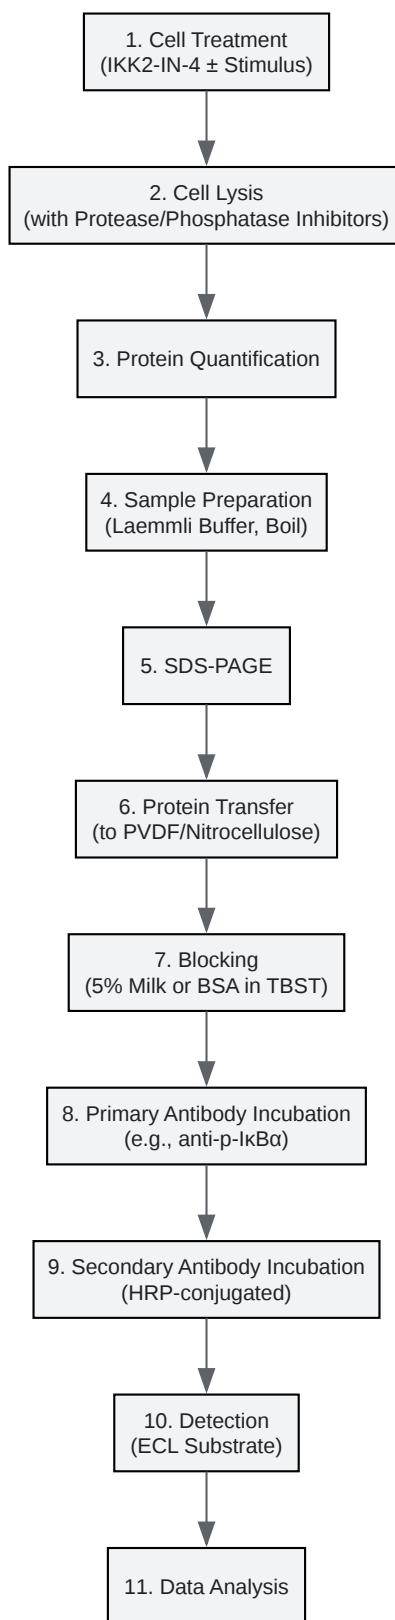 1. Cell Treatment
(IKK2-IN-4 ± Stimulus)
2. Cell Lysis
(with Protease/Phosphatase Inhibitors)
3. Protein Quantification
4. Sample Preparation
(Laemmli Buffer, Boil)
5. SDS-PAGE
6. Protein Transfer
(to PVDF/Nitrocellulose)
7. Blocking
(5% Milk or BSA in TBST)
8. Primary Antibody Incubation
(e.g., anti-p-IκBα)
9. Secondary Antibody Incubation
(HRP-conjugated)
10. Detection
(ECL Substrate)
11. Data Analysis